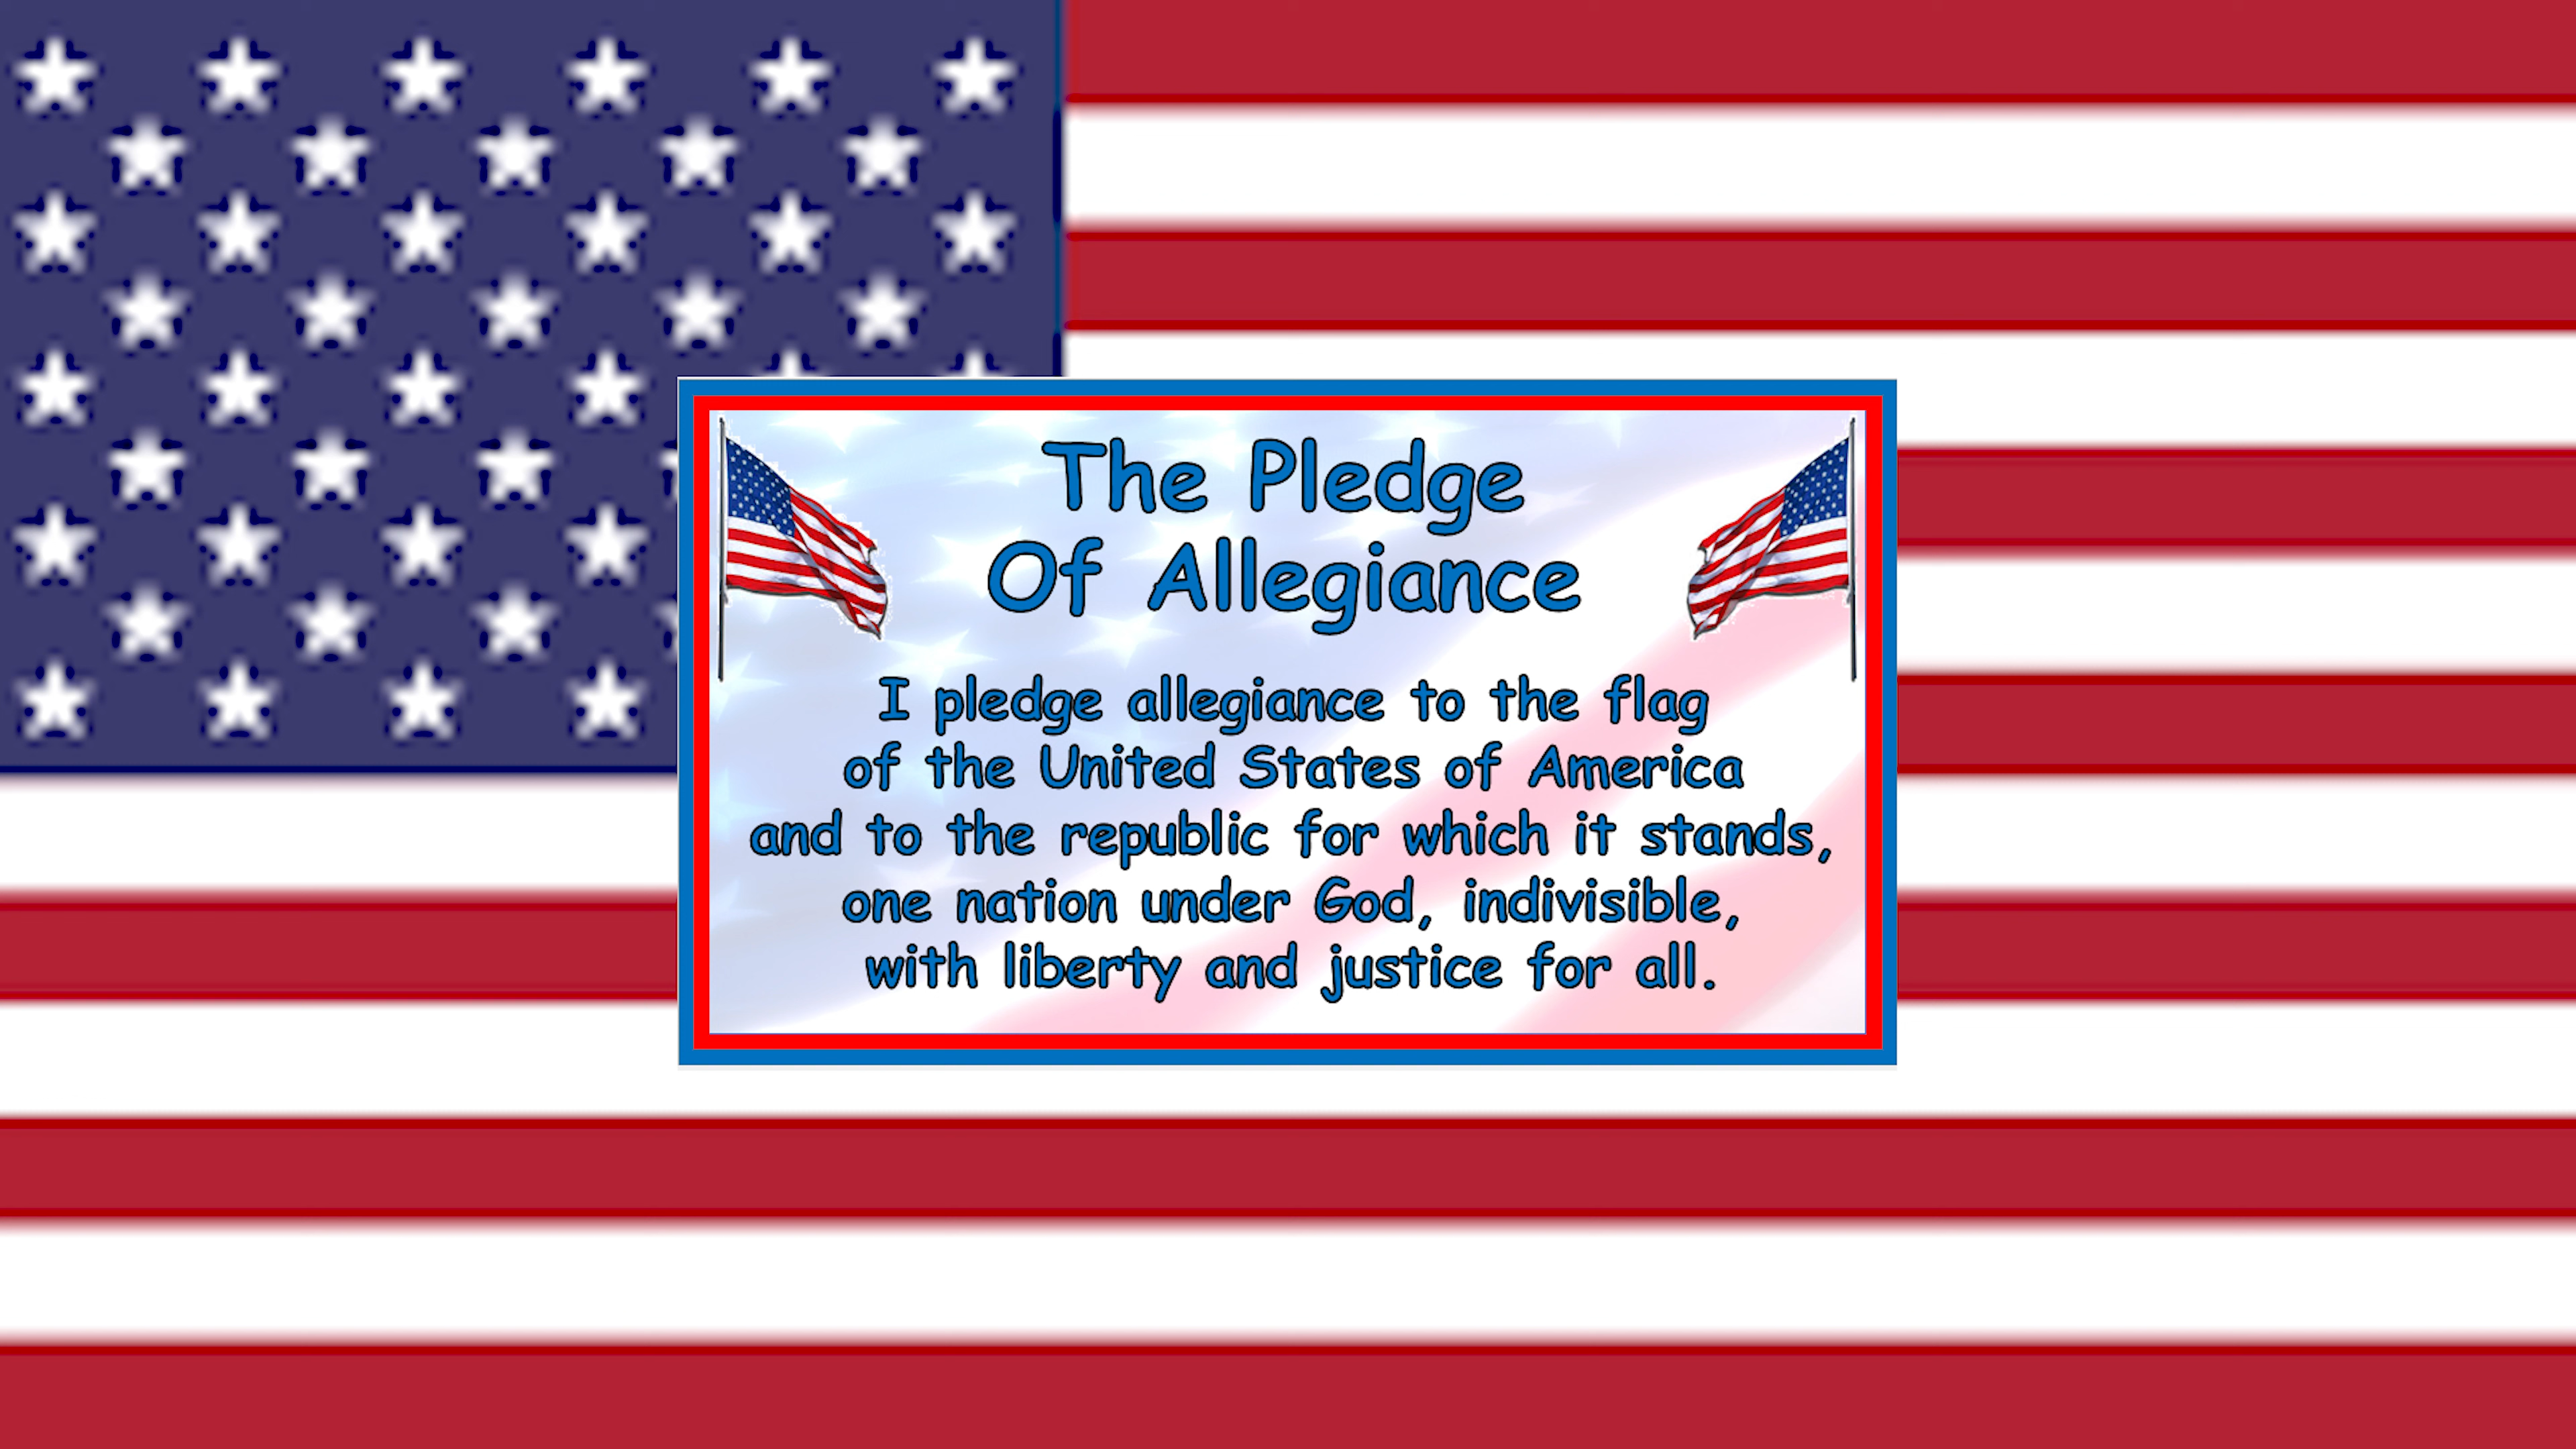 The Pledge
Of Allegiance
I pledge allegiance to the flag
of the United States of America
and to the republic for which it stands,
one nation under God, indivisible,
with liberty and justice for all.